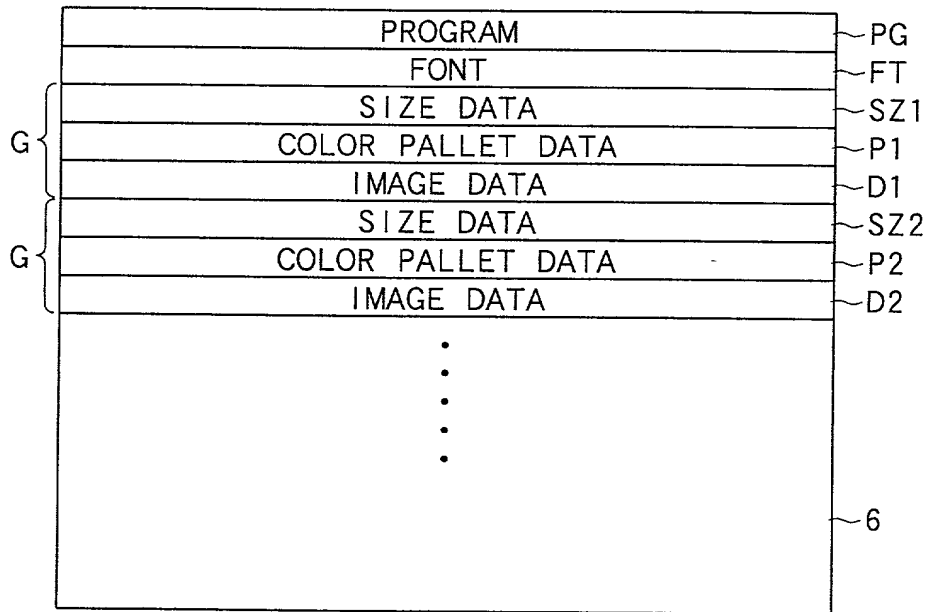 PROGRAM PG
FONT FT
SIZE DATA SZ1
G COLOR PALLET DATA P1
IMAGE DATA D1
SIZE DATA SZ2
G COLOR PALLET DATA P2
IMAGE DATA D2
6